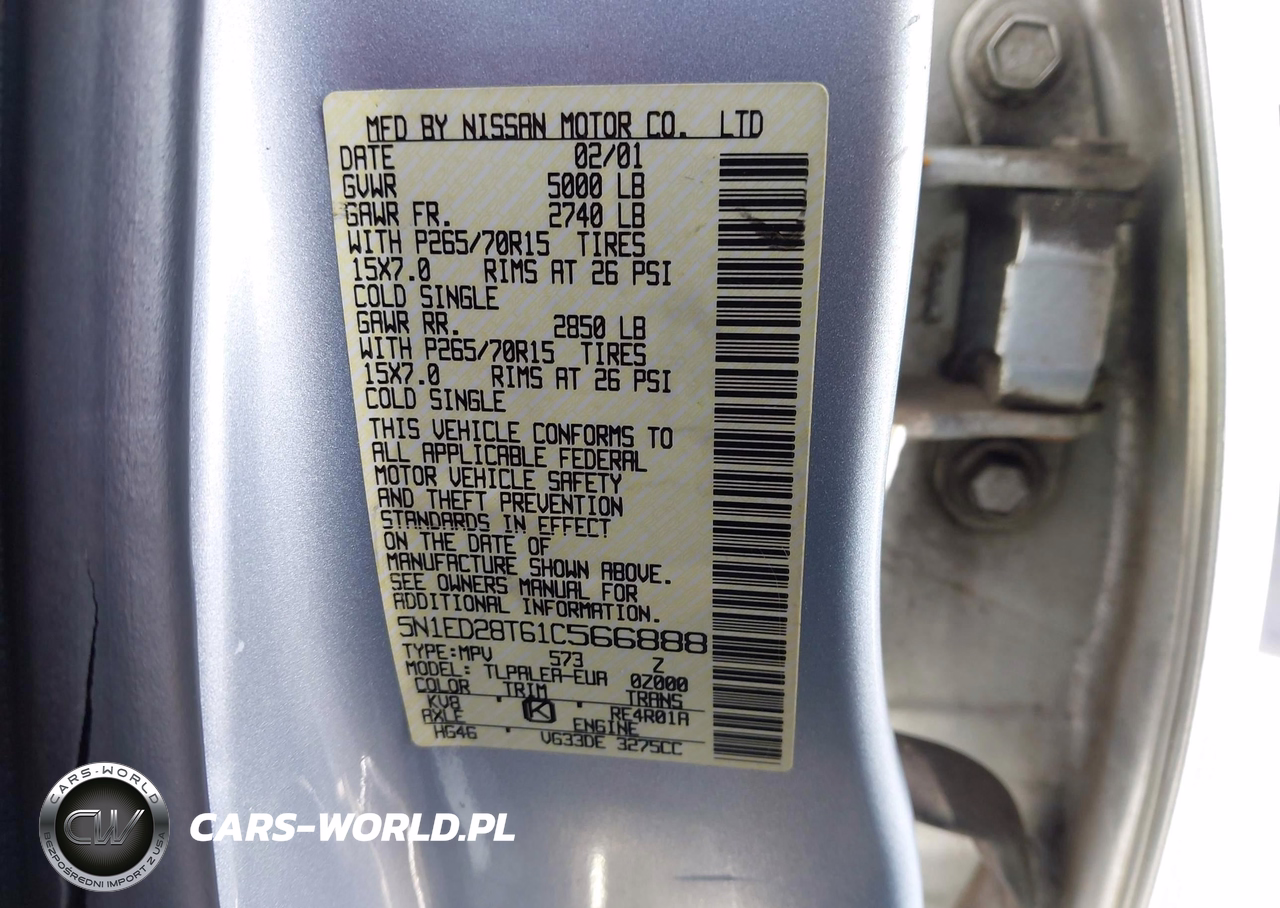 MFD BY NISSAN MOTOR CO. LTD
DATE 02/01
GVWR 5000 LB
GAWR FR. 2740 LB
WITH P265/70R15 TIRES
15X7.0 RIMS AT 26 PSI
COLD SINGLE
GAWR RR. 2850 LB
WITH P265/70R15 TIRES
15X7.0 RIMS AT 26 PSI
COLD SINGLE
THIS VEHICLE CONFORMS TO
ALL APPLICABLE FEDERAL
MOTOR VEHICLE SAFETY
AND THEFT PREVENTION
STANDARDS IN EFFECT
ON THE DATE OF
MANUFACTURE SHOWN ABOVE.
SEE OWNERS MANUAL FOR
ADDITIONAL INFORMATION.
5N1ED28T61C566888
TYPE:MPV 573 Z
MODEL: TLPALEA-EUA 0Z000
COLOR TRIM TRANS
KV8 · K · RE4R01A
AXLE ENGINE
HG46 · VG33DE 3275CC
CARS-WORLD
CW
BEZPOŚREDNI IMPORT Z USA
CARS-WORLD.PL